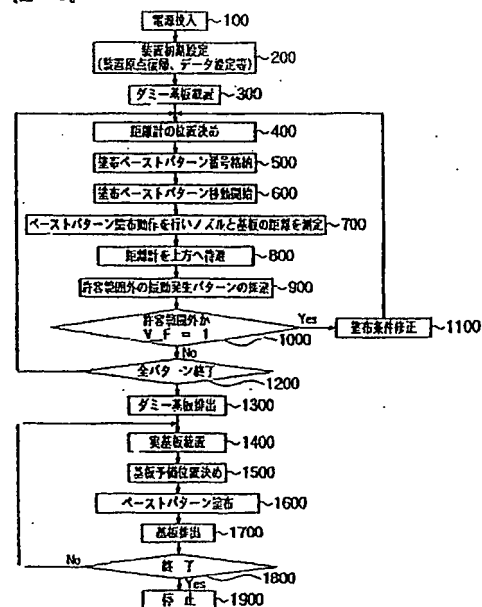 電源投入 100
装置初期設定
(装置原点復帰、データ設定等) 200
ダミー基板載置 300
距離計の位置決め 400
塗布ペーストパターン番号格納 500
塗布ペーストパターン移動開始 600
ペーストパターン塗布動作を行いノズルと基板の距離を測定 700
距離計を上方へ待避 800
許容範囲外の振動発生パターンの推定 900
許容範囲外か
VF = 1 1000
Yes
塗布条件修正 1100
No
全パターン終了 1200
ダミー基板排出 1300
実基板載置 1400
基板予備位置決め 1500
ペーストパターン塗布 1600
基板排出 1700
No
終了 1800
Yes
停止 1900